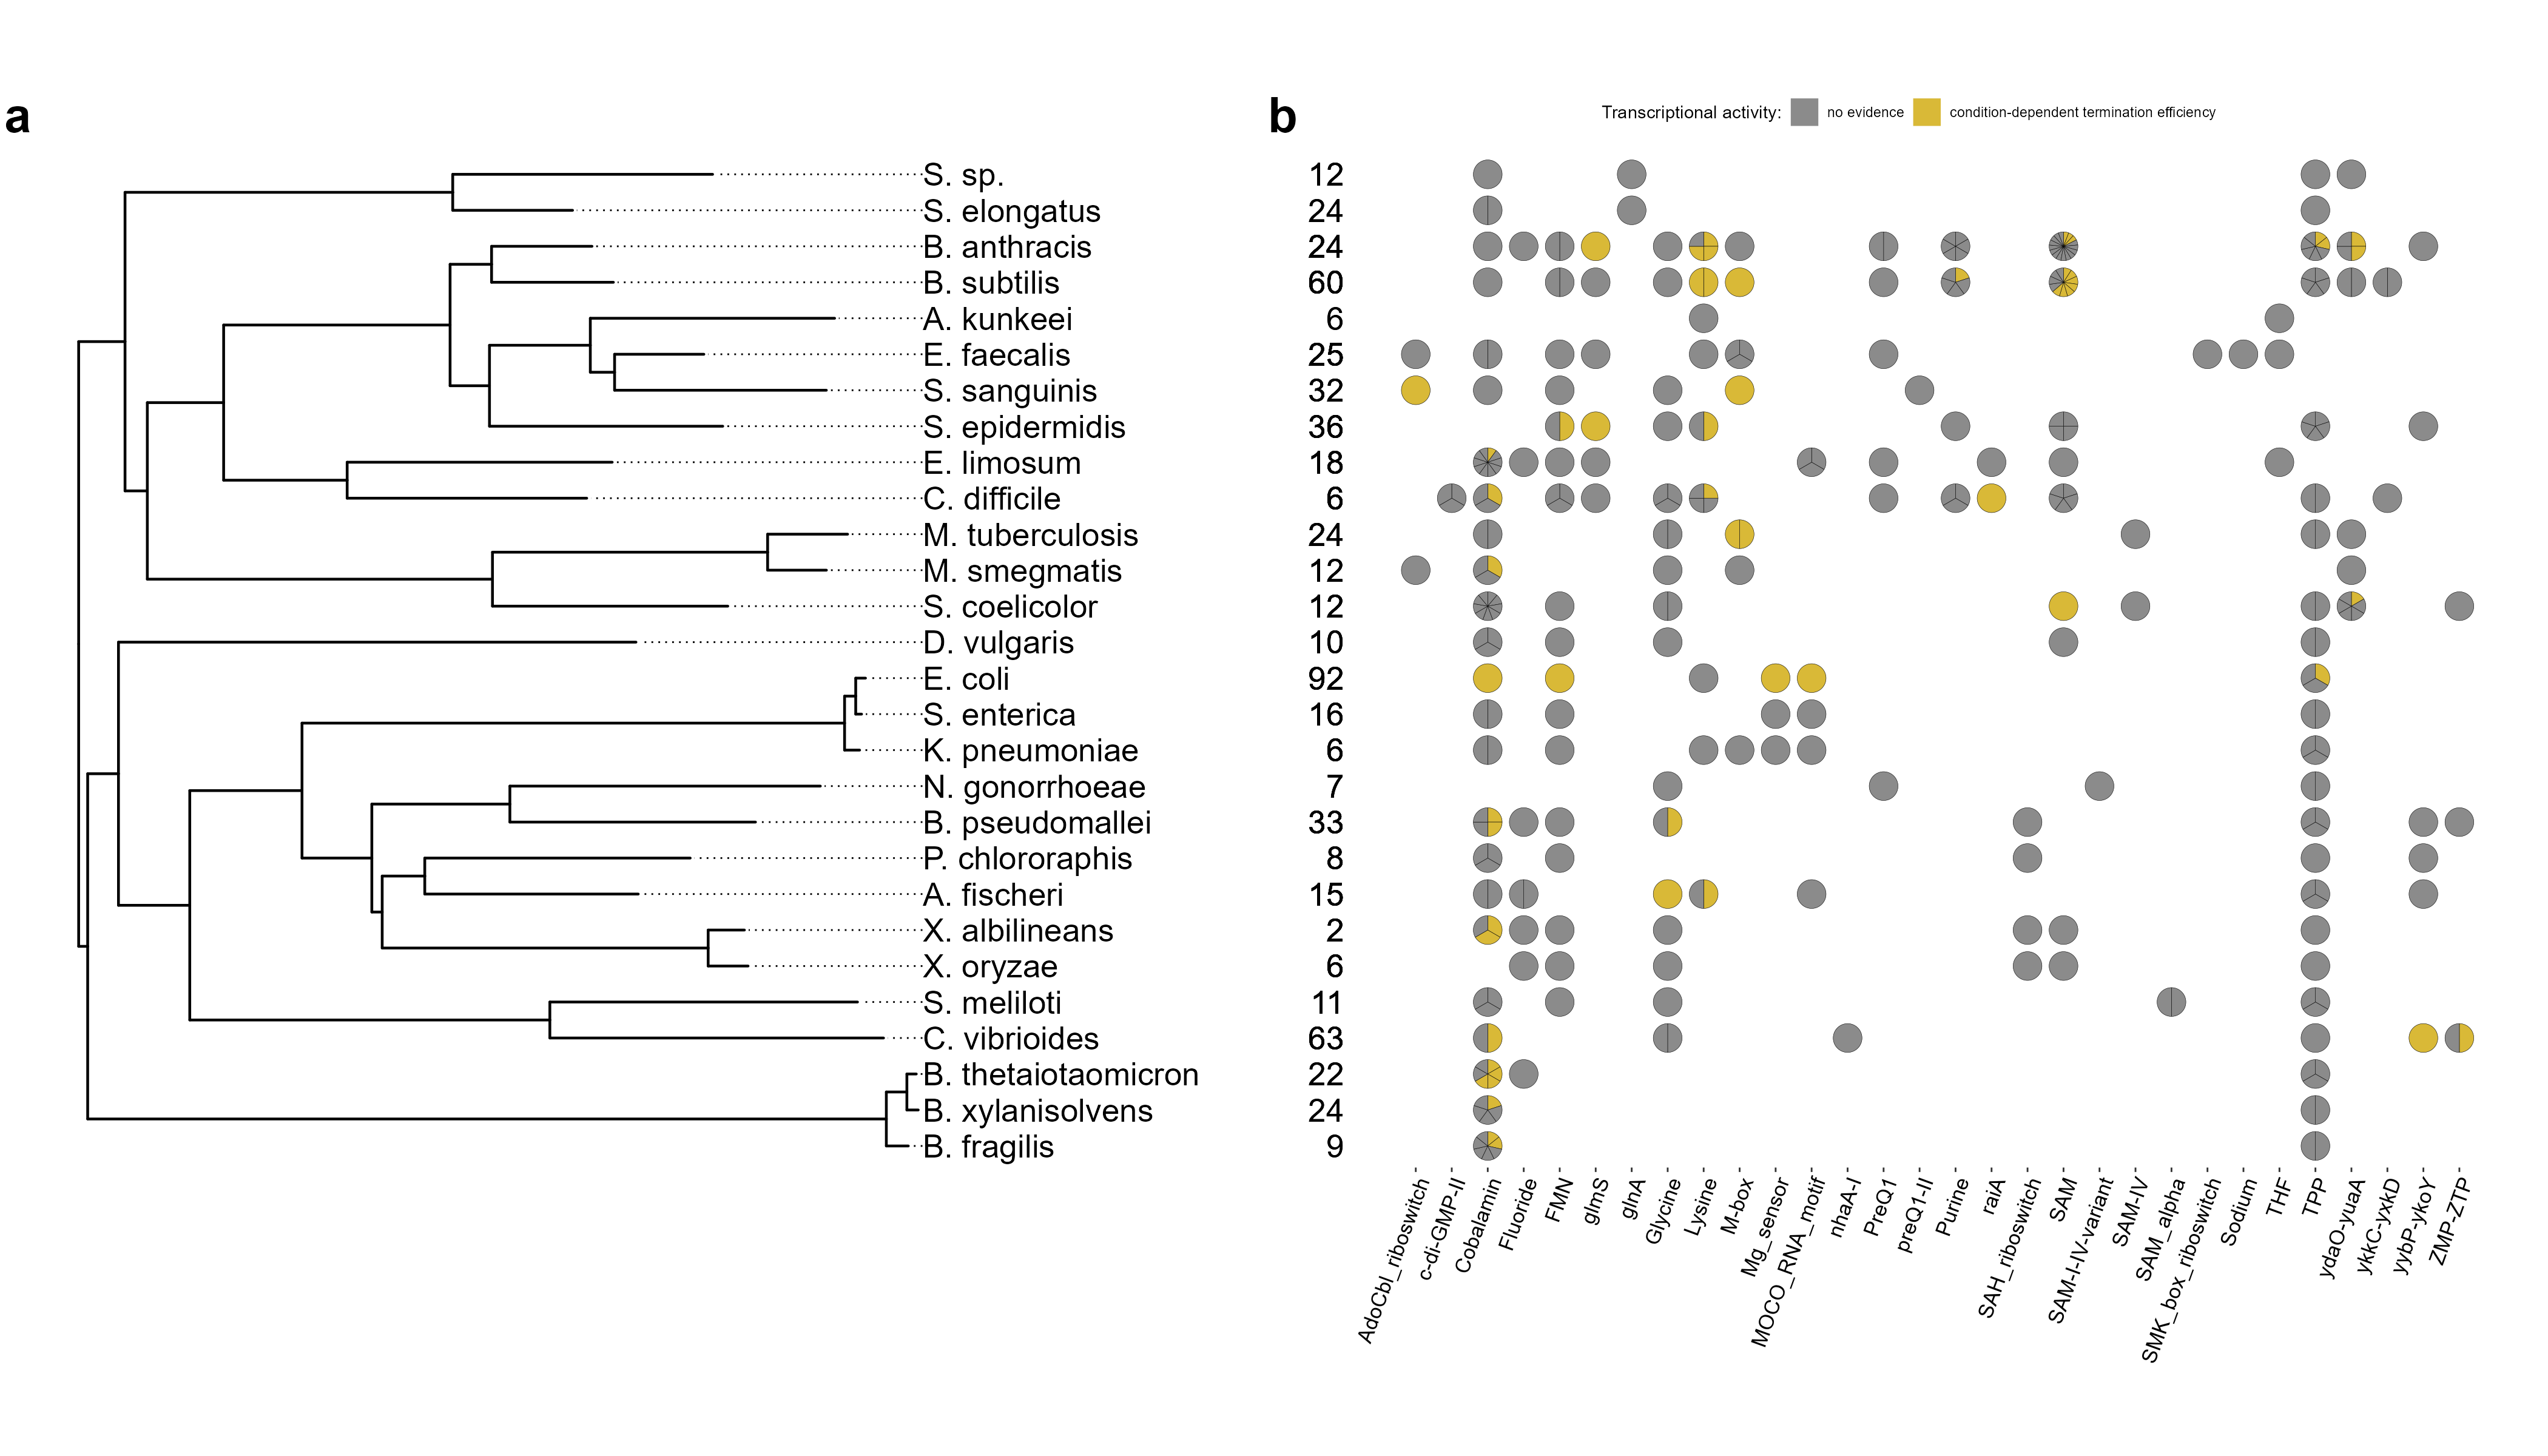 a
b
Transcriptional activity: no evidence condition-dependent termination efficiency
S. sp. 12
S. elongatus 24
B. anthracis 24
B. subtilis 60
A. kunkeei 6
E. faecalis 25
S. sanguinis 32
S. epidermidis 36
E. limosum 18
C. difficile 6
M. tuberculosis 24
M. smegmatis 12
S. coelicolor 12
D. vulgaris 10
E. coli 92
S. enterica 16
K. pneumoniae 6
N. gonorrhoeae 7
B. pseudomallei 33
P. chlororaphis 8
A. fischeri 15
X. albilineans 2
X. oryzae 6
S. meliloti 11
C. vibrioides 63
B. thetaiotaomicron 22
B. xylanisolvens 24
B. fragilis 9
AdoCbl_riboswitch
c-di-GMP-II
Cobalamin
Fluoride
FMN
glmS
glnA
Glycine
Lysine
M-box
Mg_sensor
MOCO_RNA_motif
nhaA-I
PreQ1
preQ1-II
Purine
raiA
SAH_riboswitch
SAM
SAM-I-IV-variant
SAM-IV
SAM_alpha
SMK_box_riboswitch
Sodium
THF
TPP
ydaO-yuaA
ykkC-yxkD
yybP-ykoY
ZMP-ZTP